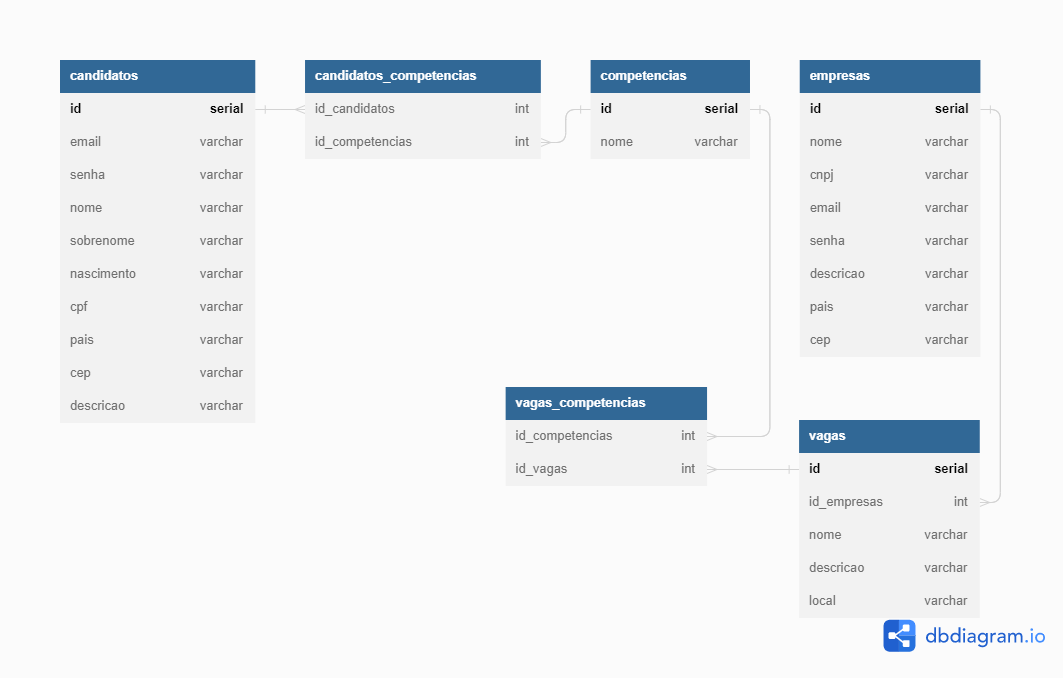 candidatos
id serial
email varchar
senha varchar
nome varchar
sobrenome varchar
nascimento varchar
cpf varchar
pais varchar
cep varchar
descricao varchar
candidatos_competencias
id_candidatos int
id_competencias int
competencias
id serial
nome varchar
empresas
id serial
nome varchar
cnpj varchar
email varchar
senha varchar
descricao varchar
pais varchar
cep varchar
vagas_competencias
id_competencias int
id_vagas int
vagas
id serial
id_empresas int
nome varchar
descricao varchar
local varchar
dbdiagram.io